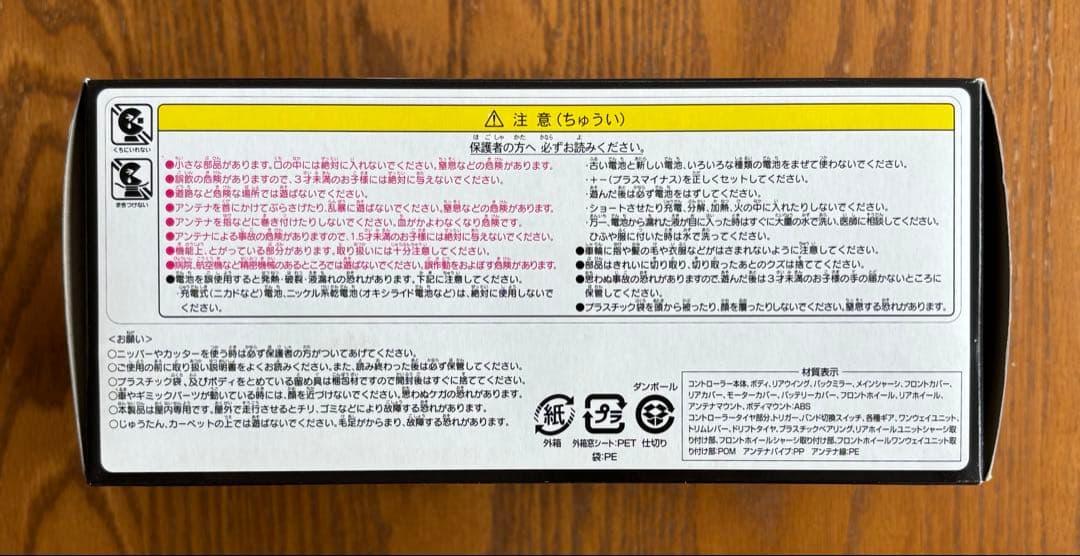 くちにいれない
まきつけない
注意(ちゅうい)
保護者の方へ 必ずお読みください。
●小さな部品があります。口の中には絶対に入れないでください。窒息などの危険があります。
●誤飲の危険がありますので、3才未満のお子様には絶対に与えないでください。
●道路など危険な場所では遊ばないでください。
●アンテナを首にかけてぶらさげたり、乱暴に遊ばないでください。窒息などの危険があります。
●アンテナを指などに巻き付けたりしないでください。血がかよわなくなり危険です。
●アンテナによる事故の危険がありますので、1.5才未満のお子様には絶対に与えないでください。
●機能上、とがっている部分があります。取り扱いには十分注意してください。
●病院、航空機など精密機械のあるところでは遊ばないでください。誤作動をおよぼす危険があります。
●電池を誤使用すると発熱・破裂・液漏れの恐れがあります。下記に注意してください。
・充電式(ニカドなど)電池、ニッケル系乾電池(オキシライド電池など)は、絶対に使用しないで
ください。
・古い電池と新しい電池、いろいろな種類の電池をまぜて使わないでください。
・+−(プラスマイナス)を正しくセットしてください。
・遊んだ後は必ず電池をはずしてください。
・ショートさせたり充電、分解、加熱、火の中に入れたりしないでください。
・万一、電池から漏れた液が目に入った時はすぐに大量の水で洗い、医師に相談してください。
ひふや服に付いた時は水で洗ってください。
●車輪に指や髪の毛や衣服などがはさまれないように注意してください。
●部品はきれいに切り取り、切り取ったあとのクズは捨ててください。
●思わぬ事故の恐れがありますので、遊んだ後は3才未満のお子様の手の届かないところに
保管してください。
●プラスチック袋を頭から被ったり、顔を覆ったりしないでください。窒息する恐れがあります。
<お願い>
○ニッパーやカッターを使う時は必ず保護者の方がついてあげてください。
○ご使用の前に取り扱い説明書をよくお読みください。また、読み終わった後は必ず保管してください。
○プラスチック袋、及びボディをとめている留め具は梱包材ですので開封後はすぐに捨ててください。
○車やギミックパーツが動いている時には、顔を近づけないでください。思わぬケガの恐れがあります。
○本製品は屋内専用です。屋外で走行させるとチリ、ゴミなどにより故障する恐れがあります。
○じゅうたん、カーペットの上では遊ばないでください。毛足がからまり、故障する恐れがあります。
紙
外箱
プラ
外箱窓シート:PET
袋:PE
ダンボール
仕切り
材質表示
コントローラー本体、ボディ、リアウイング、バックミラー、メインシャーシ、フロントカバー、
リアカバー、モーターカバー、バッテリーカバー、フロントホイール、リアホイール、
アンテナマウント、ボディマウント:ABS
コントローラータイヤ部分、トリガー、バンド切換スイッチ、各種ギア、ワンウェイユニット、
トリムレバー、ドリフトタイヤ、プラスチックベアリング、リアホイールユニットシャーシ取
り付け部、フロントホイールシャーシ取り付け部、フロントホイールワンウェイユニット取
り付け部:POM アンテナパイプ:PP アンテナ線:PE